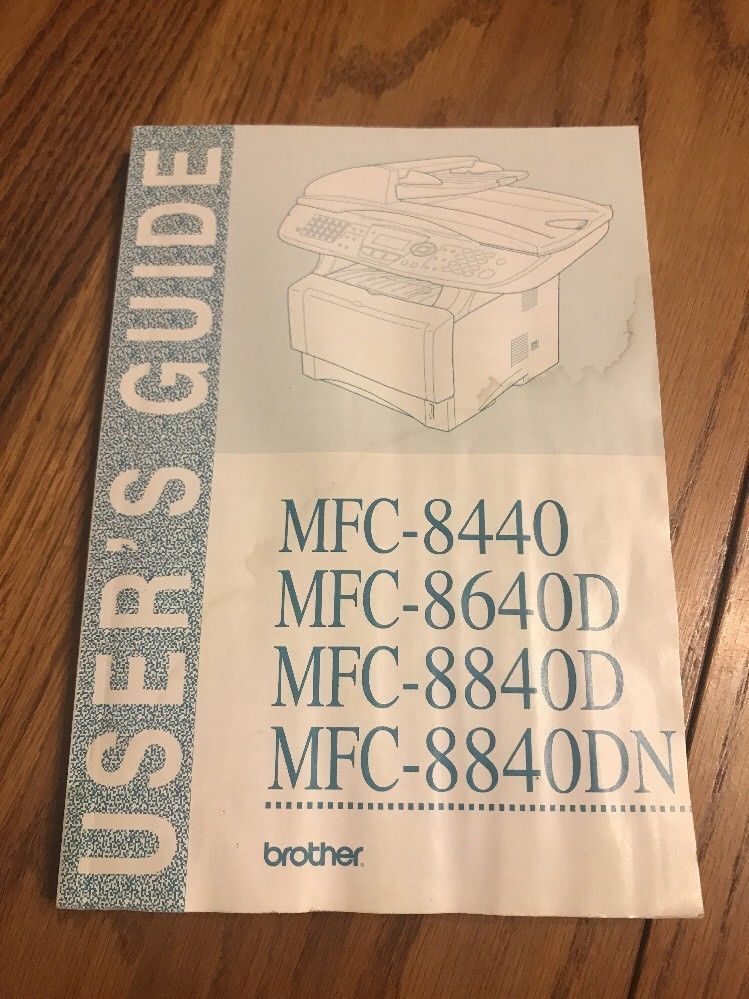 USER'S GUIDE
MFC-8440
MFC-8640D
MFC-8840D
MFC-8840DN
brother.